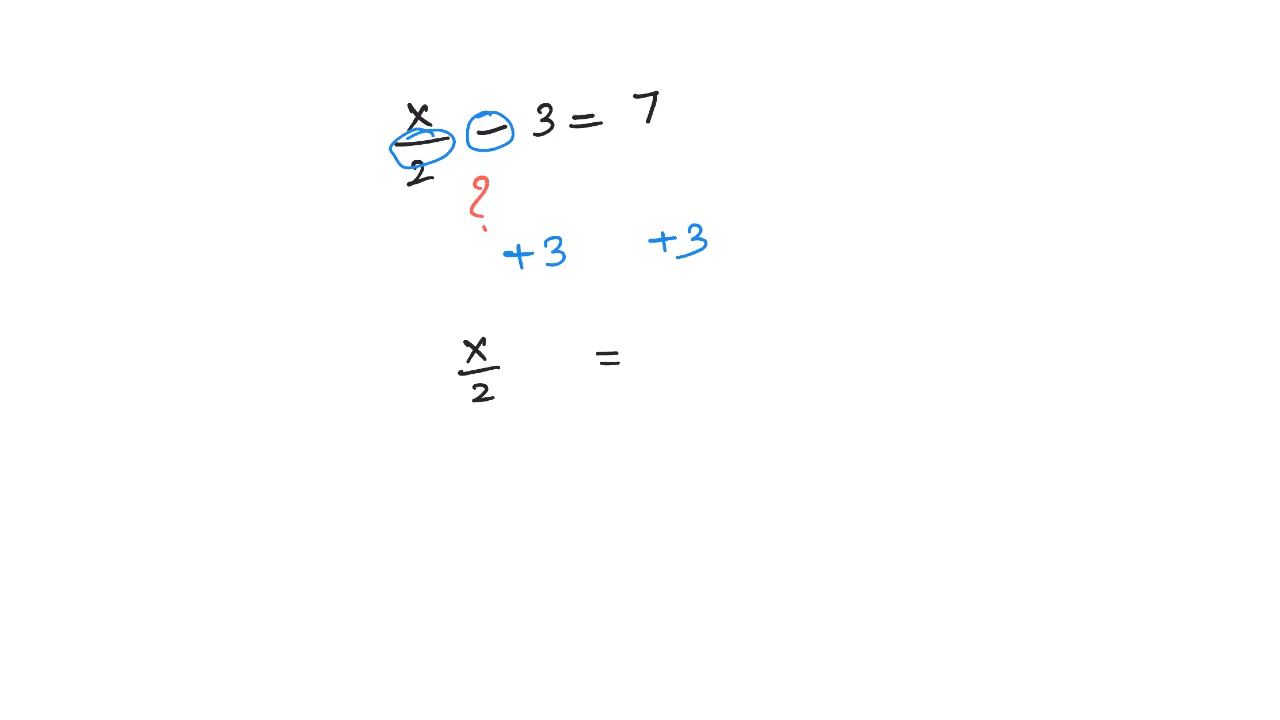 x/2 - 3 = 7
?
+3 +3
x/2 =